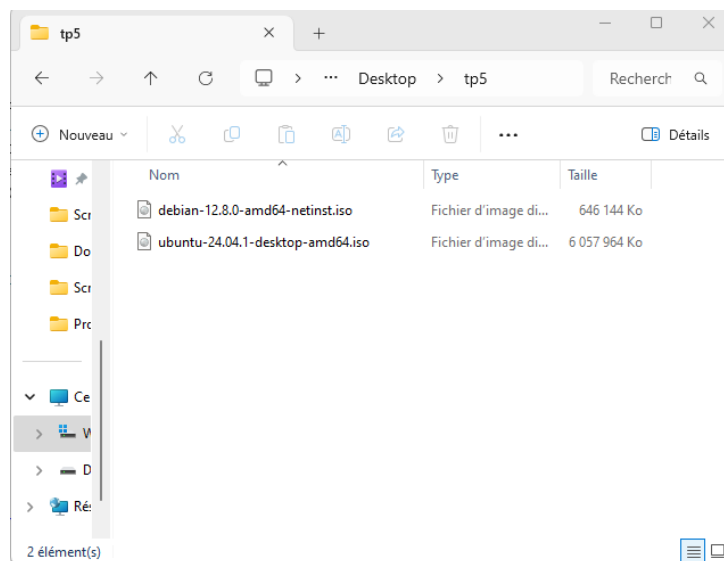 tp5
··· Desktop > tp5 Recherch
Nouveau ··· Détails
Nom Type Taille
debian-12.8.0-amd64-netinst.iso Fichier d'image di... 646 144 Ko
ubuntu-24.04.1-desktop-amd64.iso Fichier d'image di... 6 057 964 Ko
Scr
Do
Scr
Pro
Ce
W
D
Rés
2 élément(s)